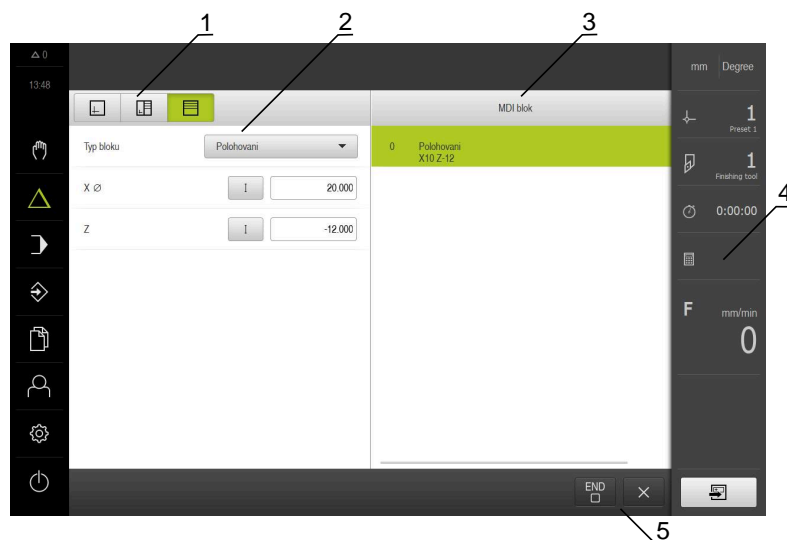 1
2
3
0
13:48
mm Degree
MDI blok
1
Preset 1
Typ bloku
Polohovani
0 Polohovani
X10 Z-12
1
Finishing tool
X ∅
I
20.000
4
Z
I
-12.000
0:00:00
F mm/min
0
END
5